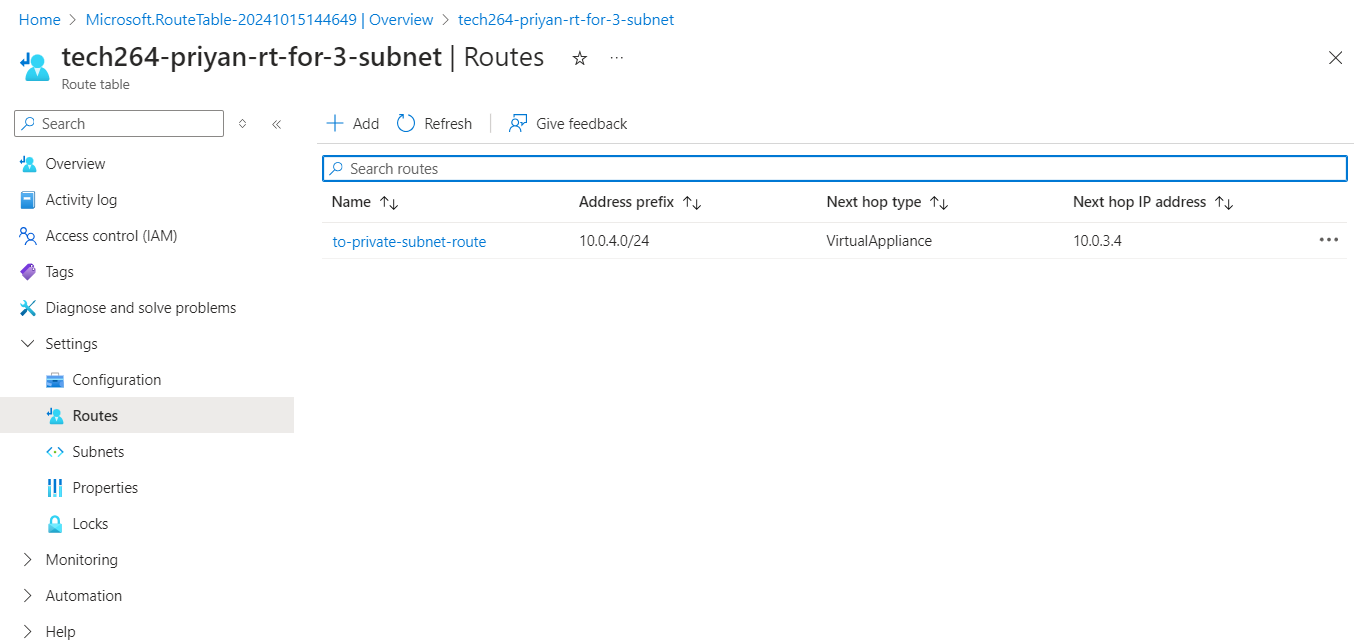 Home > Microsoft.RouteTable-20241015144649 | Overview > tech264-priyan-rt-for-3-subnet
tech264-priyan-rt-for-3-subnet | Routes
Route table
Search
Add Refresh Give feedback
Search routes
Name Address prefix Next hop type Next hop IP address
to-private-subnet-route 10.0.4.0/24 VirtualAppliance 10.0.3.4
Overview
Activity log
Access control (IAM)
Tags
Diagnose and solve problems
Settings
Configuration
Routes
Subnets
Properties
Locks
Monitoring
Automation
Help